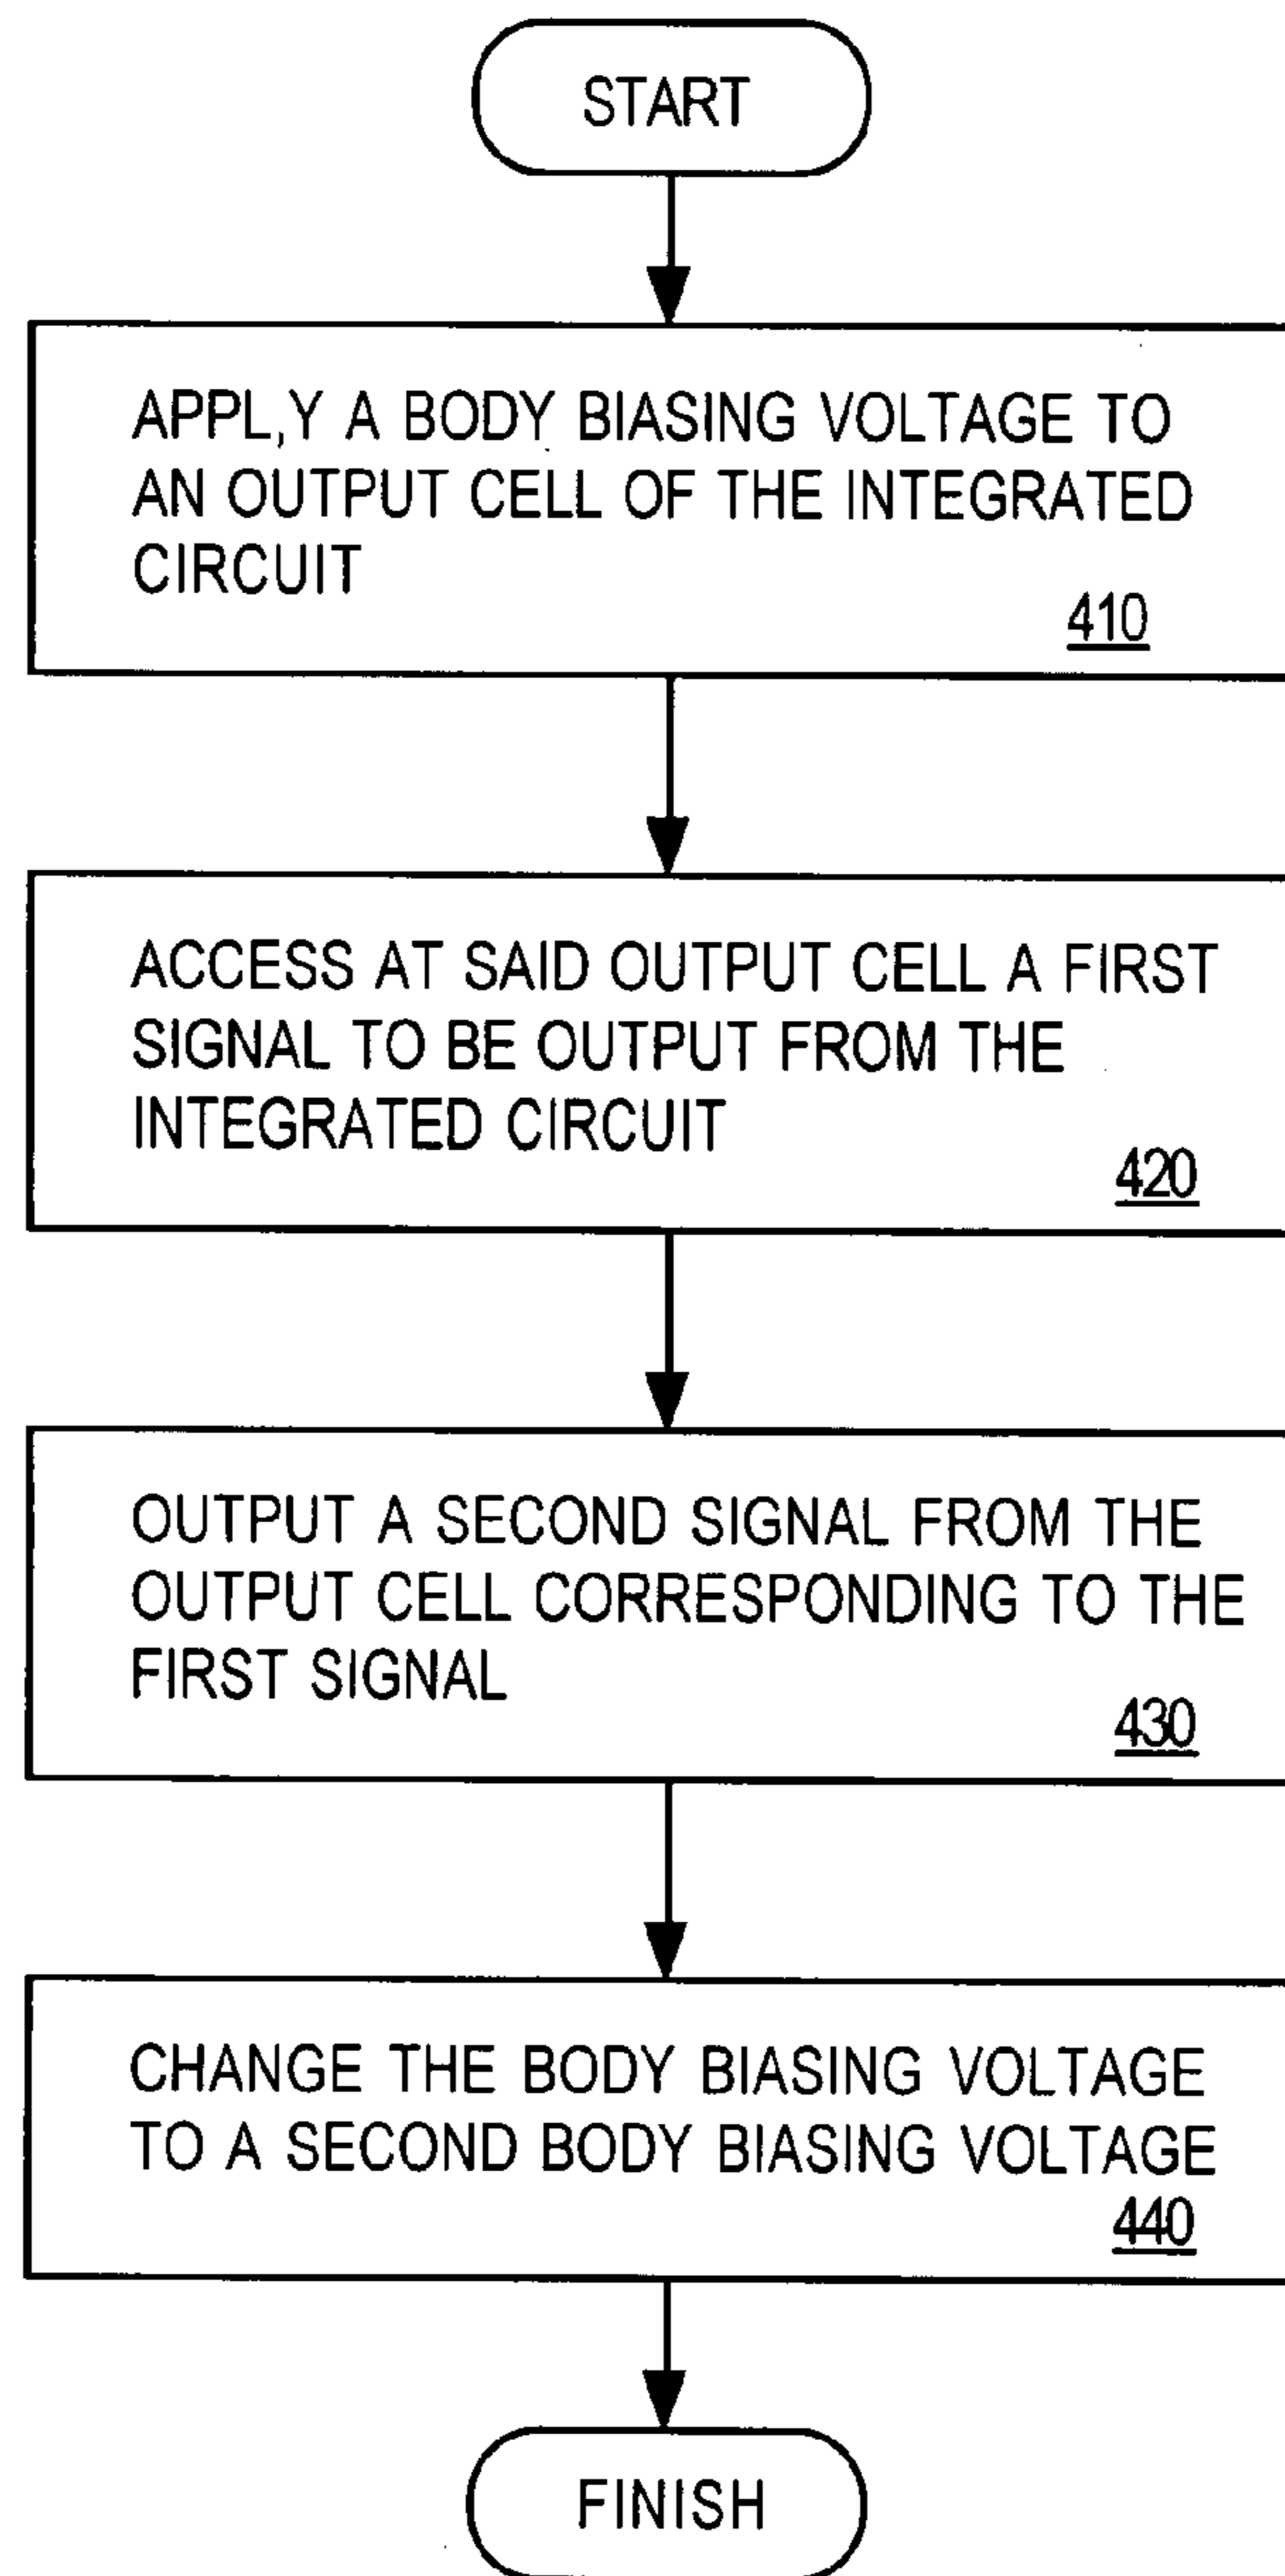 START
APPL,Y A BODY BIASING VOLTAGE TO
AN OUTPUT CELL OF THE INTEGRATED
CIRCUIT
410
ACCESS AT SAID OUTPUT CELL A FIRST
SIGNAL TO BE OUTPUT FROM THE
INTEGRATED CIRCUIT
420
OUTPUT A SECOND SIGNAL FROM THE
OUTPUT CELL CORRESPONDING TO THE
FIRST SIGNAL
430
CHANGE THE BODY BIASING VOLTAGE
TO A SECOND BODY BIASING VOLTAGE
440
FINISH